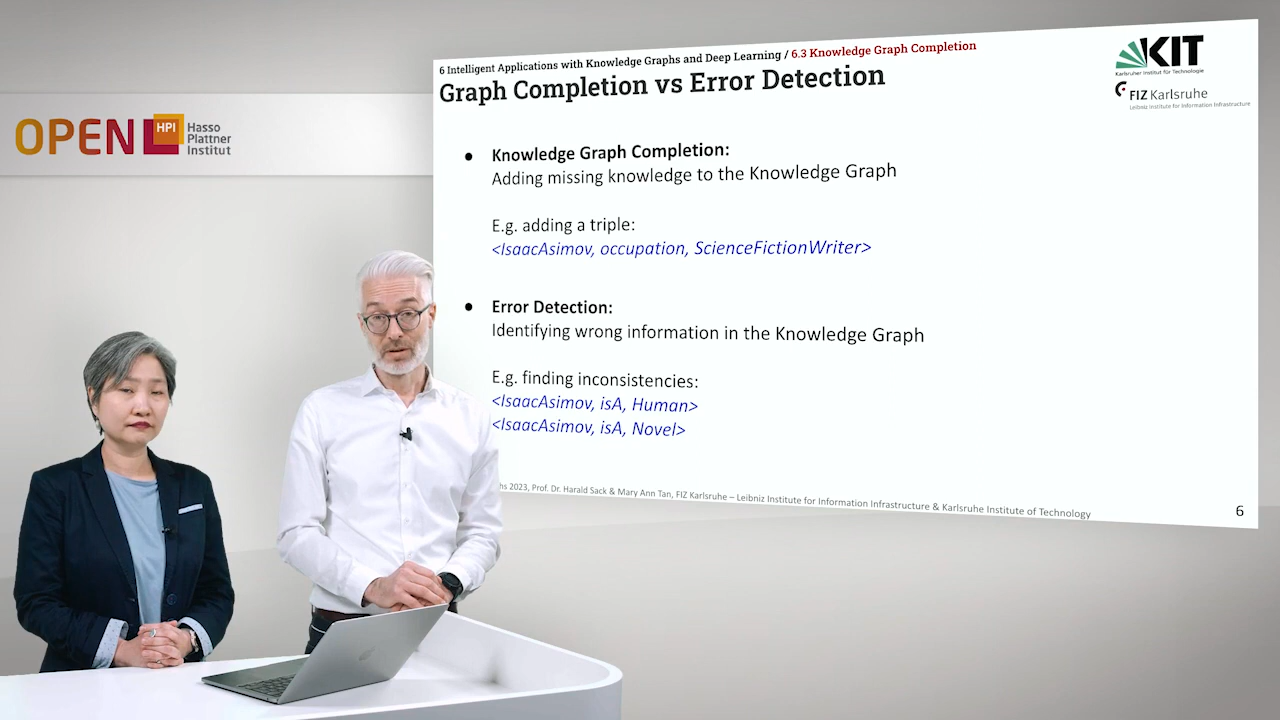 OPEN
HPI
Hasso
Plattner
Institut
6 Intelligent Applications with Knowledge Graphs and Deep Learning / 6.3 Knowledge Graph Completion
Graph Completion vs Error Detection
KIT
Karlsruher Institut für Technologie
FIZ Karlsruhe
Leibniz Institute for Information Infrastructure
● Knowledge Graph Completion:
Adding missing knowledge to the Knowledge Graph
E.g. adding a triple:
<IsaacAsimov, occupation, ScienceFictionWriter>
● Error Detection:
Identifying wrong information in the Knowledge Graph
E.g. finding inconsistencies:
<IsaacAsimov, isA, Human>
<IsaacAsimov, isA, Novel>
2023, Prof. Dr. Harald Sack & Mary Ann Tan, FIZ Karlsruhe – Leibniz Institute for Information Infrastructure & Karlsruhe Institute of Technology
6